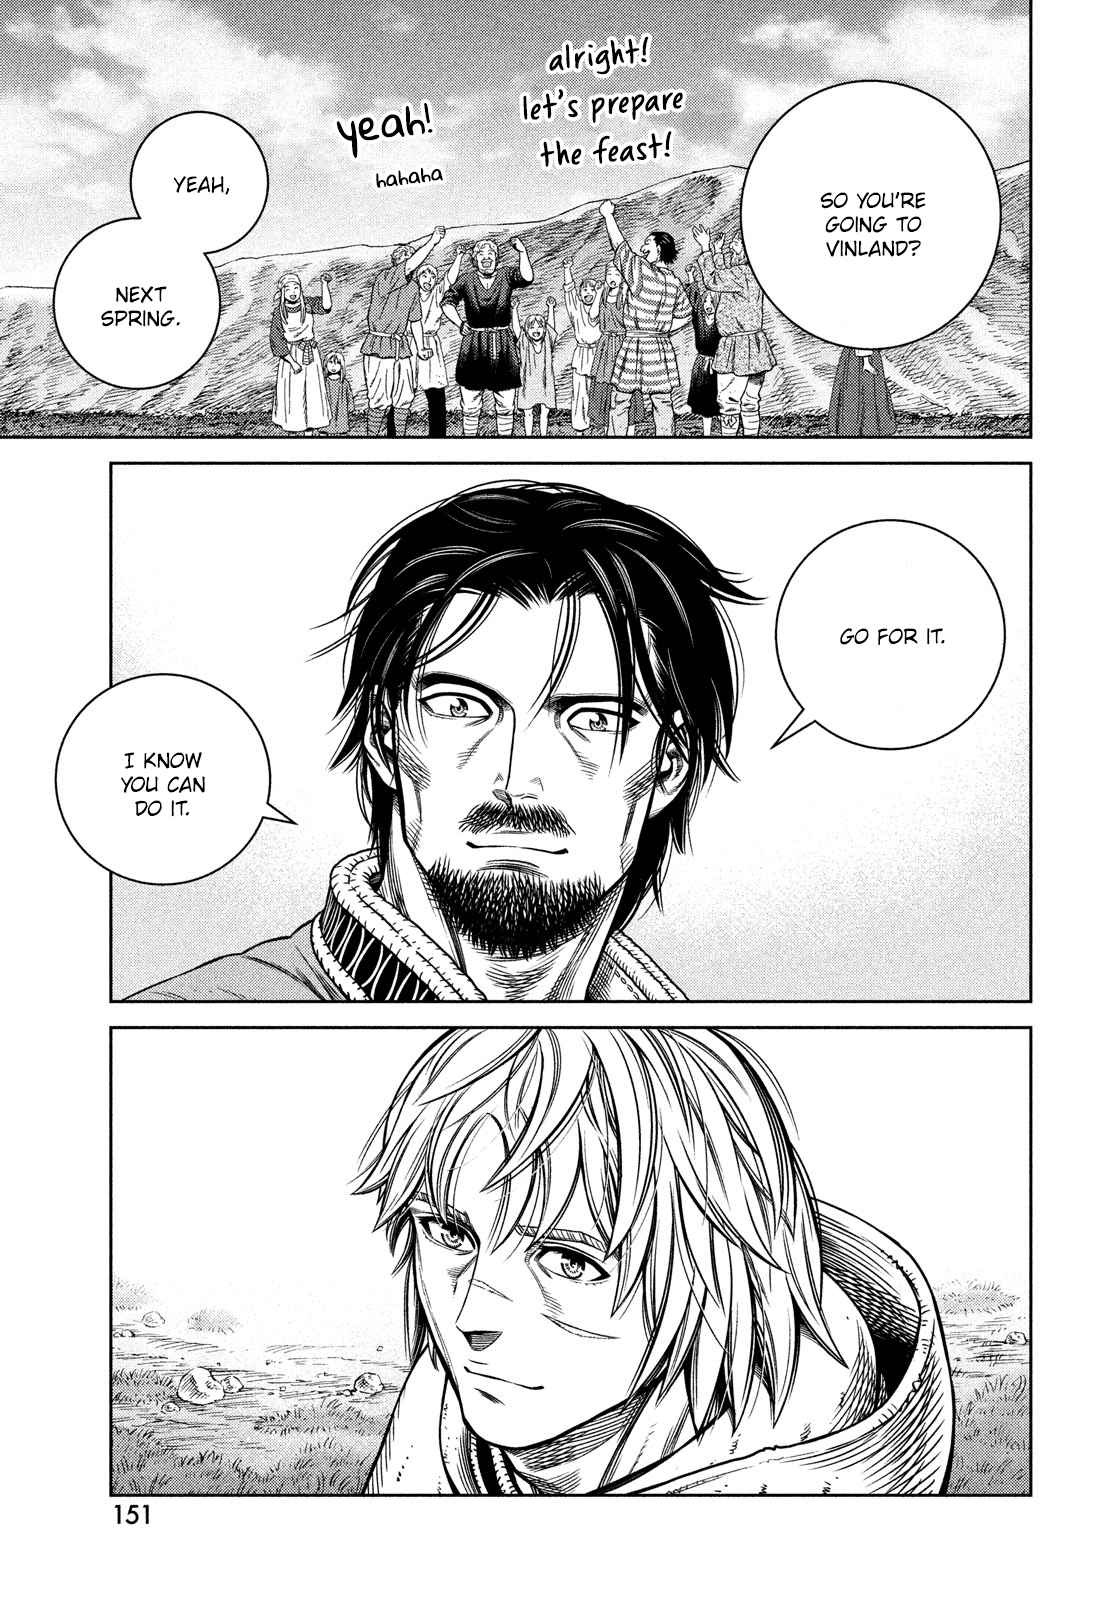 SO YOU'RE
GOING TO
VINLAND?
alright!
let's prepare
the feast!
yeah!
hahaha
YEAH,
NEXT
SPRING.
GO FOR IT.
I KNOW
YOU CAN
DO IT.
151